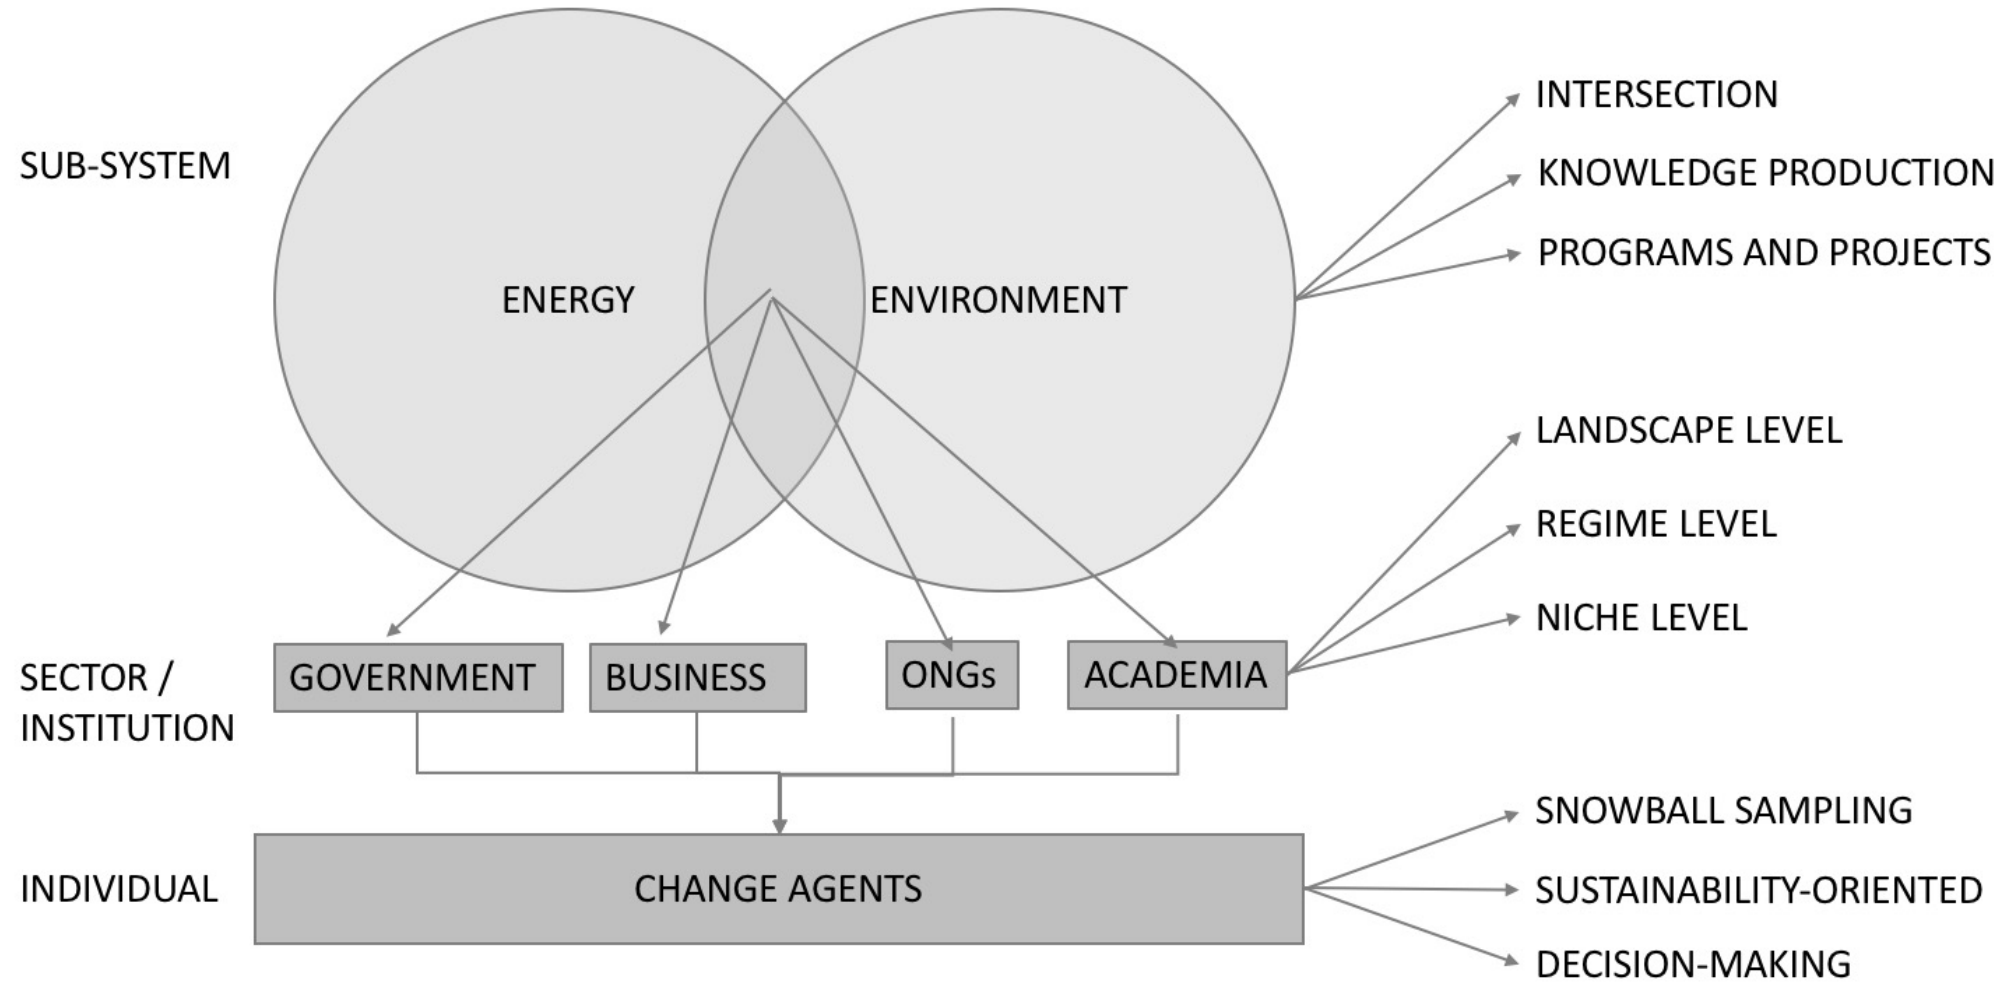 INTERSECTION
SUB-SYSTEM
KNOWLEDGE PRODUCTION
PROGRAMS AND PROJECTS
ENERGY
ENVIRONMENT
LANDSCAPE LEVEL
REGIME LEVEL
NICHE LEVEL
SECTOR /
INSTITUTION
GOVERNMENT
BUSINESS
ONGs
ACADEMIA
SNOWBALL SAMPLING
INDIVIDUAL
CHANGE AGENTS
SUSTAINABILITY-ORIENTED
DECISION-MAKING